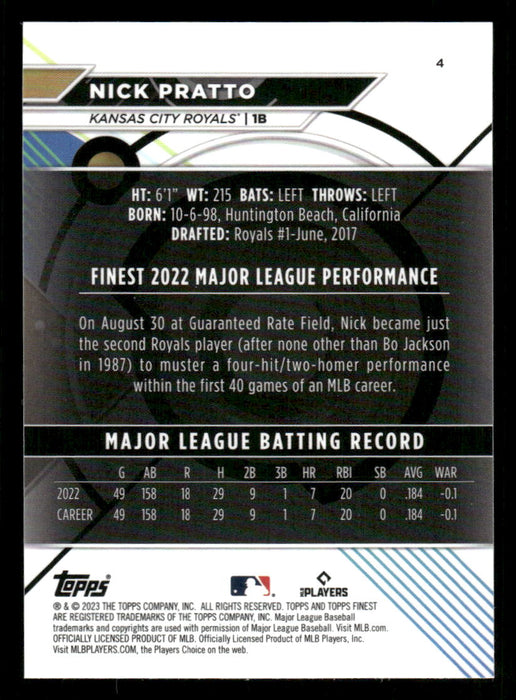 4
NICK PRATTO
KANSAS CITY ROYALS® | 1B
HT: 6'1" WT: 215 BATS: LEFT THROWS: LEFT
BORN: 10-6-98, Huntington Beach, California
DRAFTED: Royals #1-June, 2017
FINEST 2022 MAJOR LEAGUE PERFORMANCE
On August 30 at Guaranteed Rate Field, Nick became just
the second Royals player (after none other than Bo Jackson
in 1987) to muster a four-hit/two-homer performance
within the first 40 games of an MLB career.
MAJOR LEAGUE BATTING RECORD
G AB R H 2B 3B HR RBI SB AVG WAR
2022 49 158 18 29 9 1 7 20 0 .184 -0.1
CAREER 49 158 18 29 9 1 7 20 0 .184 -0.1
topps® MLB PLAYERS
® & © 2023 THE TOPPS COMPANY, INC. ALL RIGHTS RESERVED. TOPPS AND TOPPS FINEST
ARE REGISTERED TRADEMARKS OF THE TOPPS COMPANY, INC. Major League Baseball
trademarks and copyrights are used with permission of Major League Baseball. Visit MLB.com.
OFFICIALLY LICENSED PRODUCT OF MLB. Officially Licensed Product of MLB Players, Inc.
Visit MLBPLAYERS.com, the Players Choice on the web.